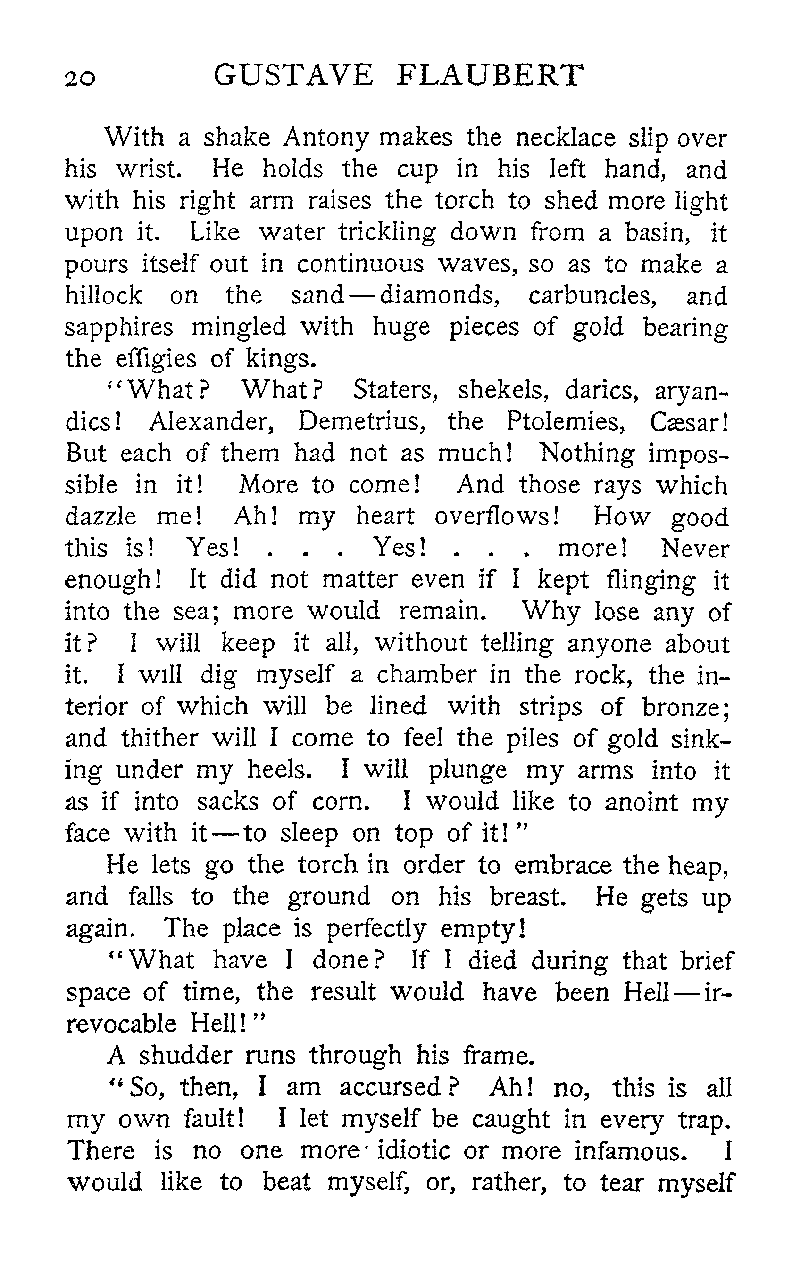 20 GUSTAVE FLAUBERT
With a shake Antony makes the necklace slip over
his wrist. He holds the cup in his left hand, and
with his right arm raises the torch to shed more light
upon it. Like water trickling down from a basin, it
pours itself out in continuous waves, so as to make a
hillock on the sand—diamonds, carbuncles, and
sapphires mingled with huge pieces of gold bearing
the effigies of kings.
"What? What? Staters, shekels, darics, aryan-
dics! Alexander, Demetrius, the Ptolemies, Cæsar!
But each of them had not as much! Nothing impos-
sible in it! More to come! And those rays which
dazzle me! Ah! my heart overflows! How good
this is! Yes! . . . Yes! . . . more! Never
enough! It did not matter even if I kept flinging it
into the sea; more would remain. Why lose any of
it? I will keep it all, without telling anyone about
it. I will dig myself a chamber in the rock, the in-
terior of which will be lined with strips of bronze;
and thither will I come to feel the piles of gold sink-
ing under my heels. I will plunge my arms into it
as if into sacks of corn. I would like to anoint my
face with it—to sleep on top of it!"
He lets go the torch in order to embrace the heap,
and falls to the ground on his breast. He gets up
again. The place is perfectly empty!
"What have I done? If I died during that brief
space of time, the result would have been Hell—ir-
revocable Hell!"
A shudder runs through his frame.
"So, then, I am accursed? Ah! no, this is all
my own fault! I let myself be caught in every trap.
There is no one more idiotic or more infamous. I
would like to beat myself, or, rather, to tear myself